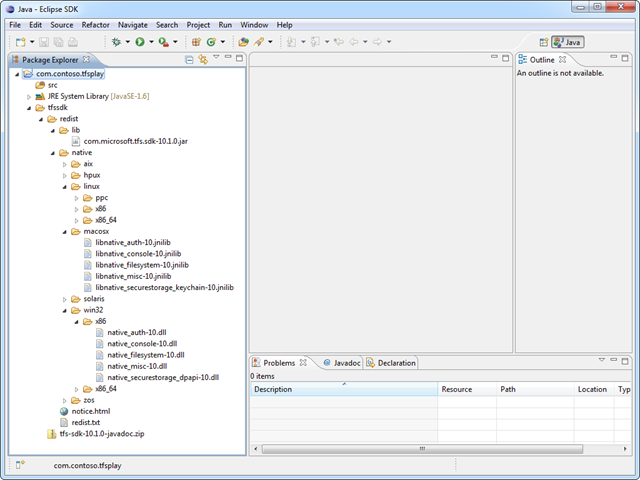 Java - Eclipse SDK
File Edit Source Refactor Navigate Search Project Run Window Help
Java
Package Explorer
com.contoso.tfsplay
src
JRE System Library [JavaSE-1.6]
tfssdk
redist
lib
com.microsoft.tfs.sdk-10.1.0.jar
native
aix
hpux
linux
ppc
x86
x86_64
macosx
libnative_auth-10.jnilib
libnative_console-10.jnilib
libnative_filesystem-10.jnilib
libnative_misc-10.jnilib
libnative_securestorage_keychain-10.jnilib
solaris
win32
x86
native_auth-10.dll
native_console-10.dll
native_filesystem-10.dll
native_misc-10.dll
native_securestorage_dpapi-10.dll
x86_64
zos
notice.html
redist.txt
tfs-sdk-10.1.0-javadoc.zip
Outline
An outline is not available.
Problems Javadoc Declaration
0 items
Description Resource Path Location Typ
com.contoso.tfsplay